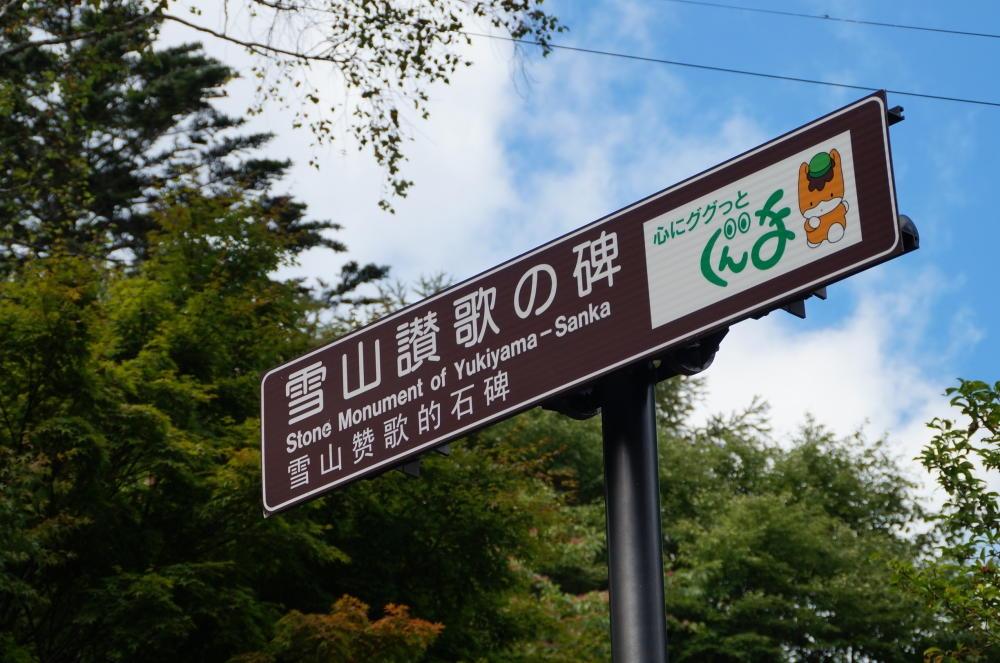 雪山讃歌の碑
Stone Monument of Yukiyama-Sanka
雪山赞歌的石碑
心にググっと
ぐんま